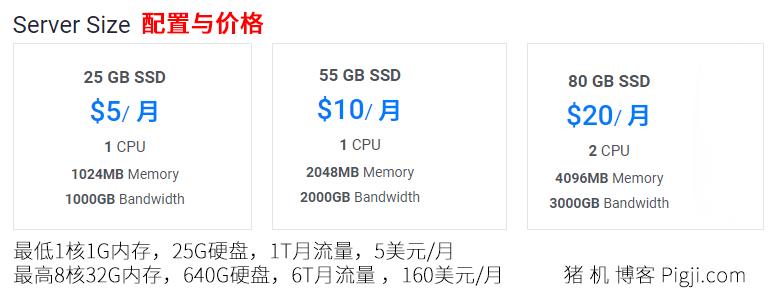 Server Size 配置与价格
25 GB SSD
$5/ 月
1 CPU
1024MB Memory
1000GB Bandwidth
55 GB SSD
$10/ 月
1 CPU
2048MB Memory
2000GB Bandwidth
80 GB SSD
$20/ 月
2 CPU
4096MB Memory
3000GB Bandwidth
最低1核1G内存，25G硬盘，1T月流量，5美元/月
最高8核32G内存，640G硬盘，6T月流量 ，160美元/月
猪 机 博客 Pigji.com